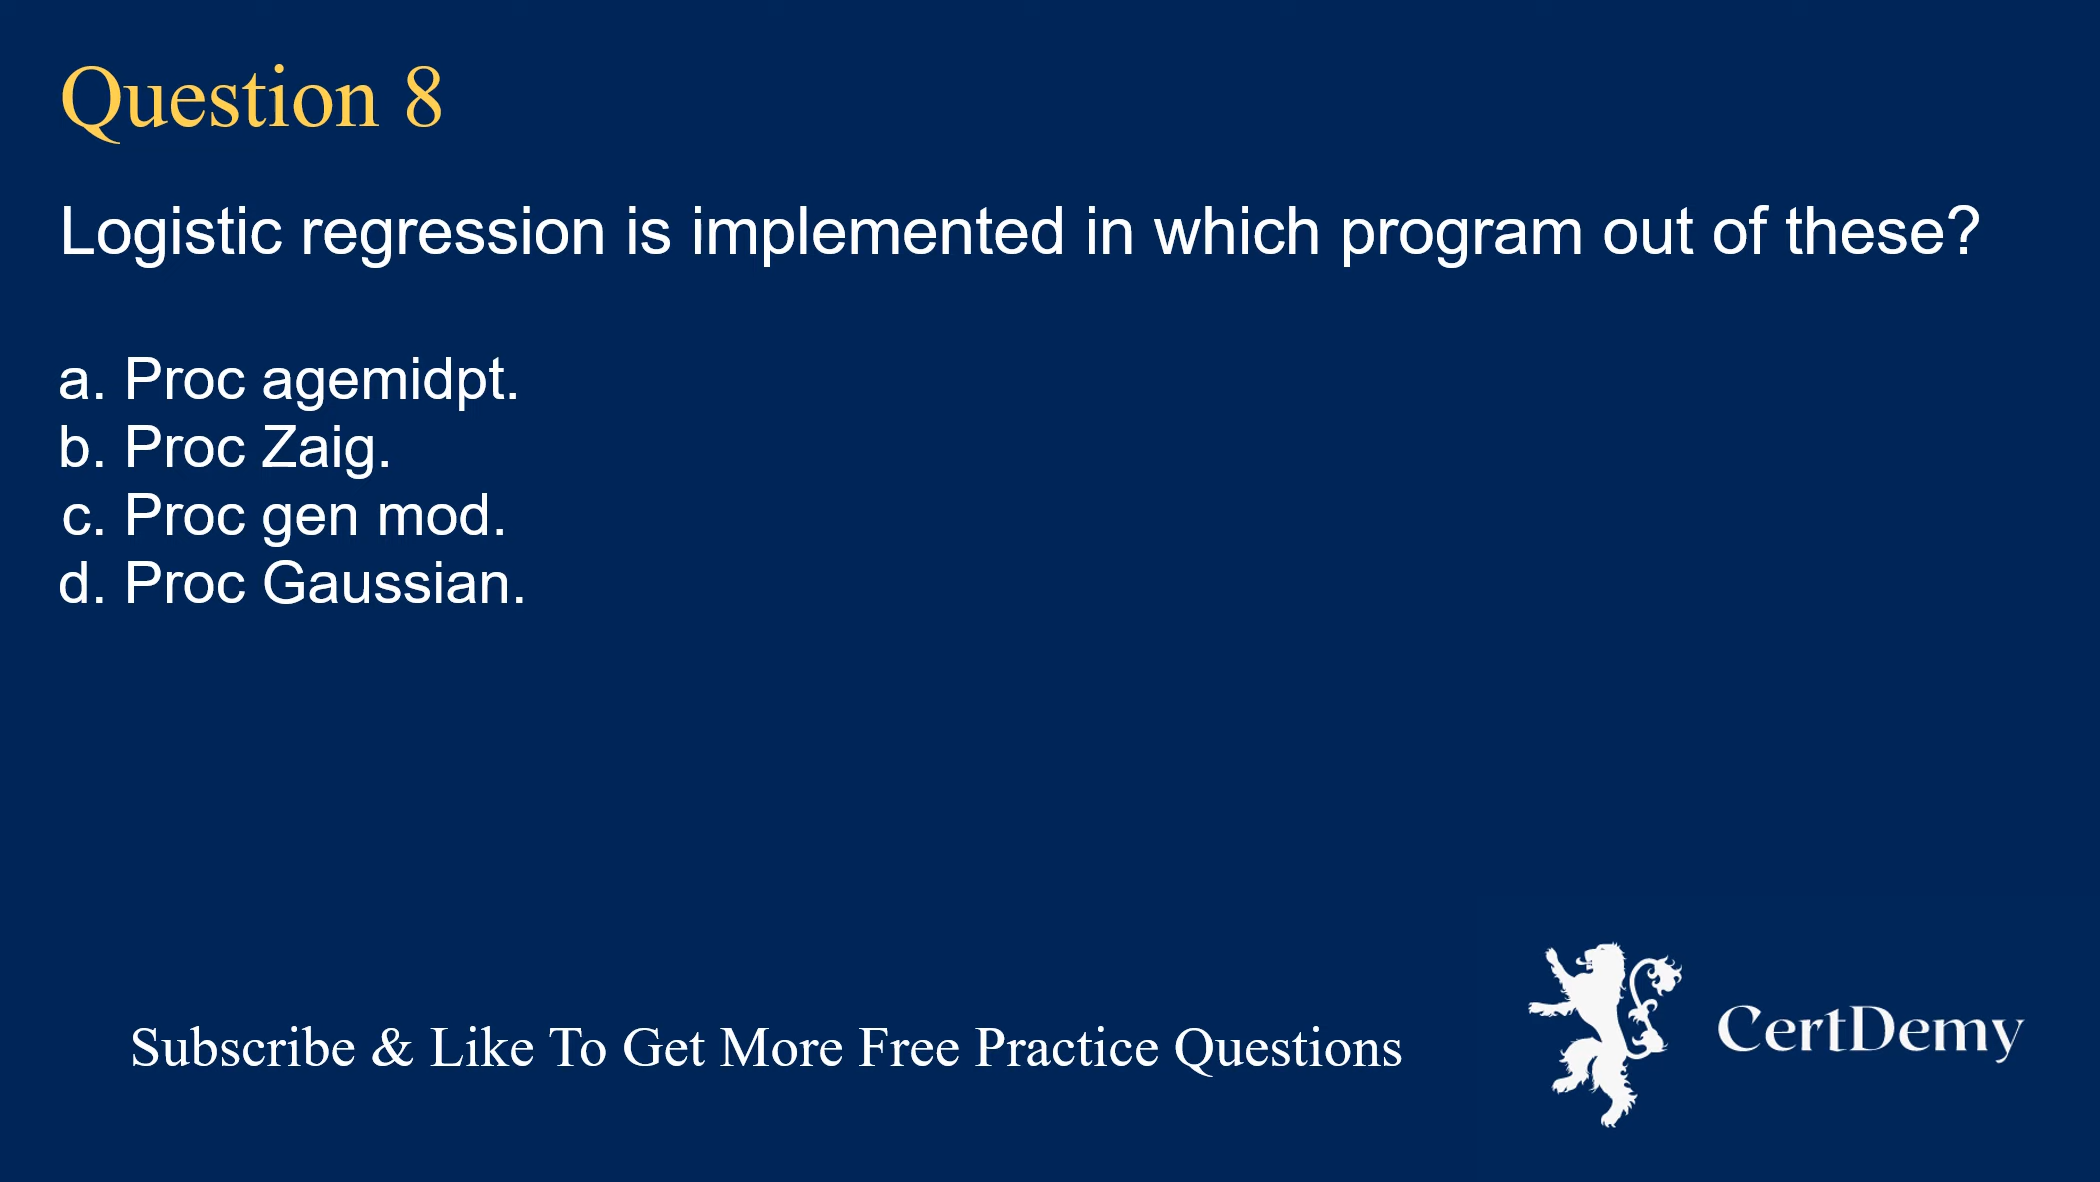 Question 8
Logistic regression is implemented in which program out of these?
a. Proc agemidpt.
b. Proc Zaig.
c. Proc gen mod.
d. Proc Gaussian.
Subscribe & Like To Get More Free Practice Questions
CertDemy